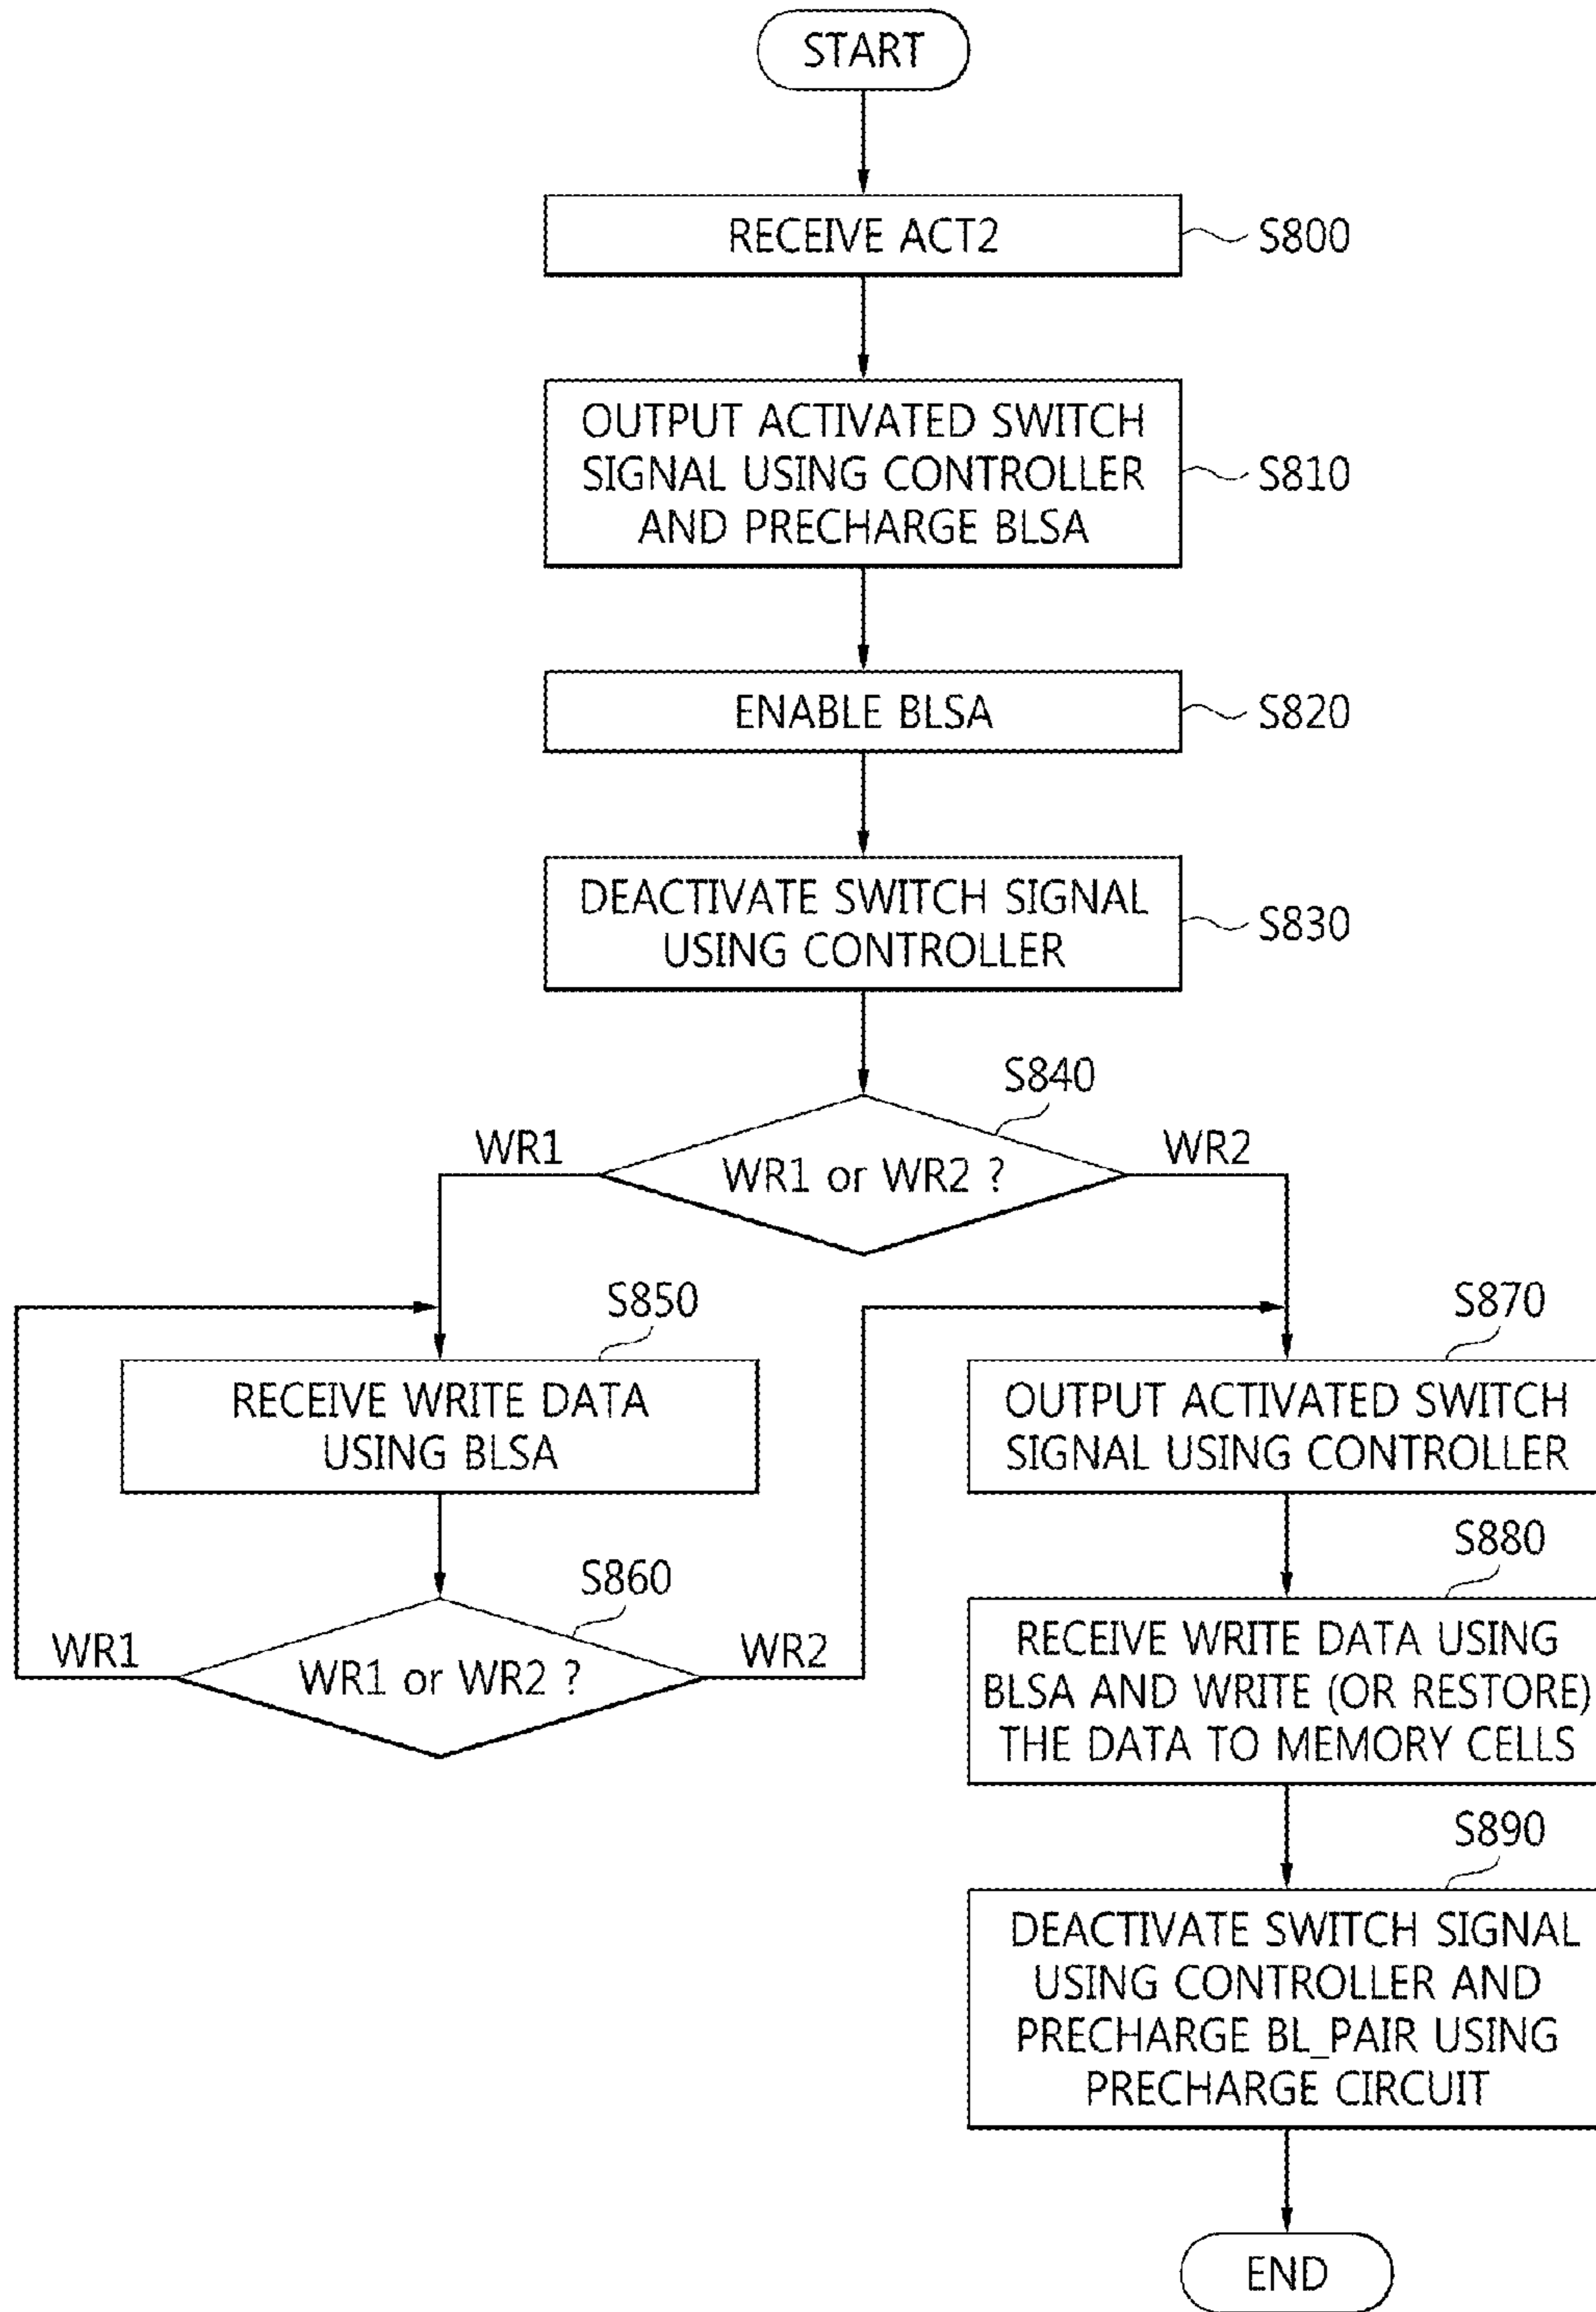 START
RECEIVE ACT2
S800
OUTPUT ACTIVATED SWITCH
SIGNAL USING CONTROLLER
AND PRECHARGE BLSA
S810
ENABLE BLSA
S820
DEACTIVATE SWITCH SIGNAL
USING CONTROLLER
S830
S840
WR1
WR1 or WR2 ?
WR2
S850
RECEIVE WRITE DATA
USING BLSA
S860
WR1
WR1 or WR2 ?
WR2
S870
OUTPUT ACTIVATED SWITCH
SIGNAL USING CONTROLLER
S880
RECEIVE WRITE DATA USING
BLSA AND WRITE (OR RESTORE)
THE DATA TO MEMORY CELLS
S890
DEACTIVATE SWITCH SIGNAL
USING CONTROLLER AND
PRECHARGE BL_PAIR USING
PRECHARGE CIRCUIT
END